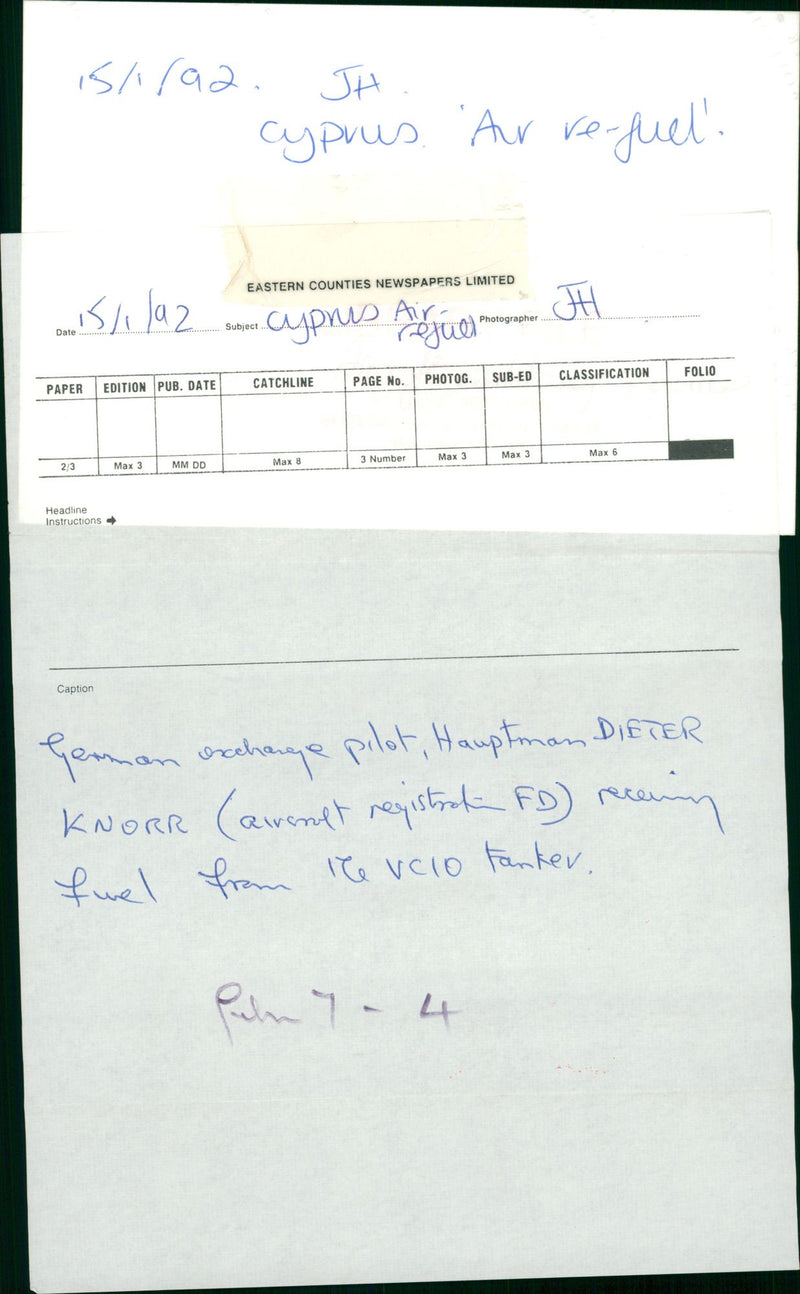 15/1/92. JH.
Cyprus. 'Air re-fuel'.
EASTERN COUNTIES NEWSPAPERS LIMITED
Date 15/1/92 Subject Cyprus Air-refuel Photographer JH
PAPER EDITION PUB. DATE CATCHLINE PAGE No. PHOTOG. SUB-ED CLASSIFICATION FOLIO
2/3 Max 3 MM DD Max 8 3 Number Max 3 Max 3 Max 6
Headline
Instructions
Caption
German exchange pilot, Hauptman DIETER
KNORR (aircraft registration FD) receiving
fuel from the VC10 tanker.
7 - 4